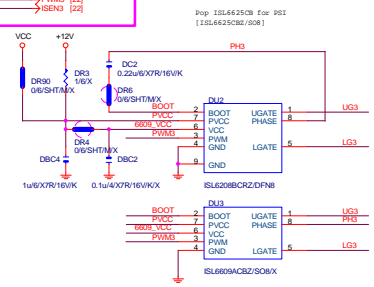 PWM3 [22]
ISEN3 [22]
Pop ISL6625CB for PSI
[ISL6625CBZ/SO8]
VCC
+12V
PH3
DC2
0.22u/6/X7R/16V/K
DR90
0/6/SHT/M/X
DR3
1/6/X
DR6
0/6/SHT/M/X
DU2
BOOT 2 BOOT UGATE 1 UG3
PVCC 7 PVCC PHASE 8
6609_VCC 6 VCC
PWM3 3 PWM
4 GND LGATE 5 LG3
9 GND
DR4
0/6/SHT/M/X
DBC4
1u/6/X7R/16V/K
DBC2
0.1u/4/X7R/16V/K/X
ISL6208BCRZ/DFN8
DU3
BOOT 2 BOOT UGATE 1 UG3
PVCC 7 PVCC PHASE 8 PH3
6609_VCC 6 VCC
PWM3 3 PWM
4 GND LGATE 5 LG3
ISL6609ACBZ/SO8/X